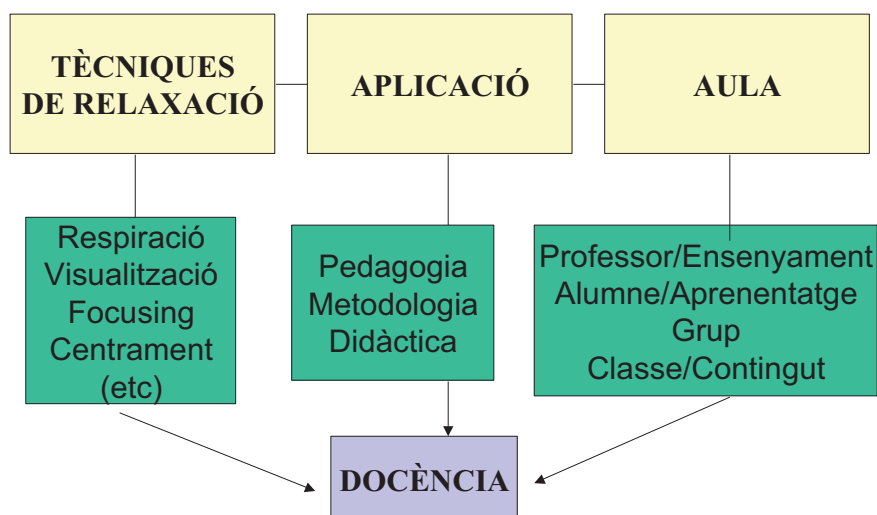 TÈCNIQUES
DE RELAXACIÓ
APLICACIÓ
AULA
Respiració
Visualització
Focusing
Centrament
(etc)
Pedagogia
Metodologia
Didàctica
Professor/Ensenyament
Alumne/Aprenentatge
Grup
Classe/Contingut
DOCÈNCIA